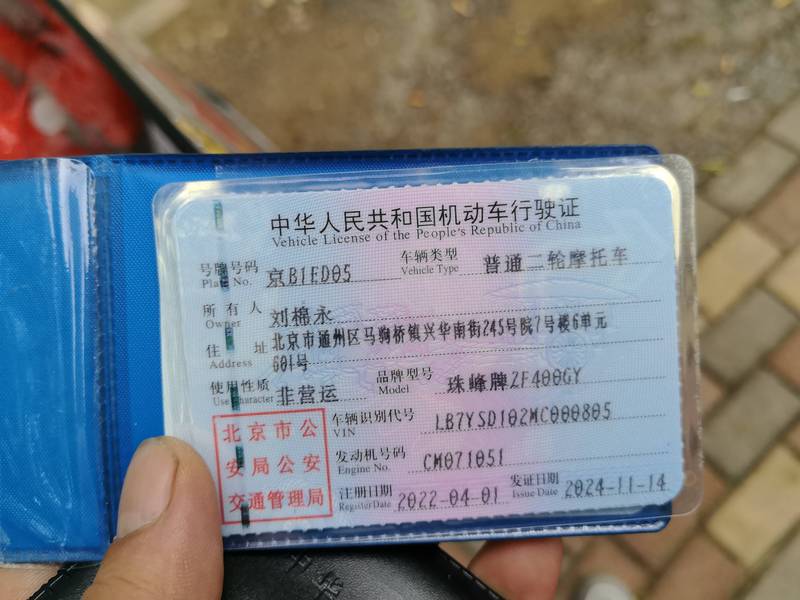 中华人民共和国机动车行驶证
Vehicle License of the People's Republic of China
号牌号码 京B1ED05 车辆类型 普通二轮摩托车
Plate No. Vehicle Type
所有人 刘棉永
Owner
住址 北京市通州区马驹桥镇兴华南街245号院7号楼6单元
Address 601号
使用性质 非营运 品牌型号 珠峰牌ZF400GY
Use Character Model
北京市公
安局公安
交通管理局
车辆识别代号 LB7YSD102MC000805
VIN
发动机号码 CM071051
Engine No.
注册日期 2022-04-01 发证日期 2024-11-14
Register Date Issue Date
中华